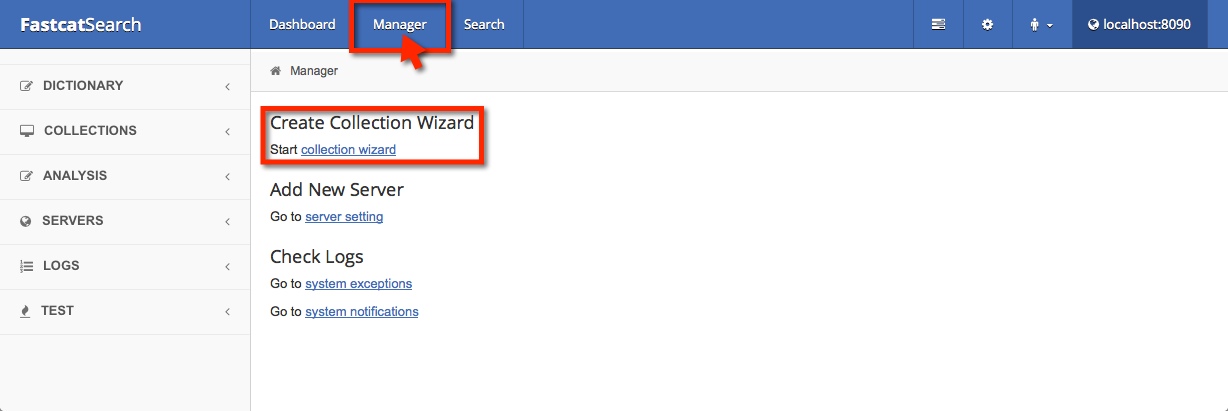 FastcatSearch
Dashboard
Manager
Search
localhost:8090
DICTIONARY
COLLECTIONS
ANALYSIS
SERVERS
LOGS
TEST
Manager
Create Collection Wizard
Start collection wizard
Add New Server
Go to server setting
Check Logs
Go to system exceptions
Go to system notifications